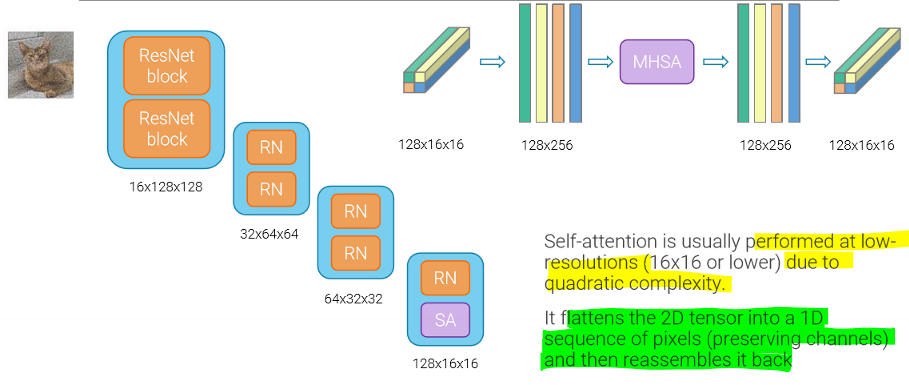 ResNet
block
ResNet
block
16x128x128
RN
RN
32x64x64
RN
RN
64x32x32
RN
SA
128x16x16
128x16x16
128x256
MHSA
128x256
128x16x16
Self-attention is usually performed at low-
resolutions (16x16 or lower) due to
quadratic complexity.
It flattens the 2D tensor into a 1D
sequence of pixels (preserving channels)
and then reassembles it back